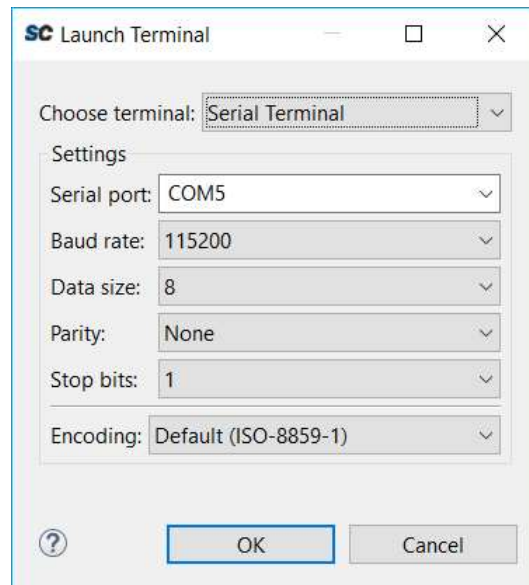 SC Launch Terminal
Choose terminal: Serial Terminal
Settings
Serial port: COM5
Baud rate: 115200
Data size: 8
Parity: None
Stop bits: 1
Encoding: Default (ISO-8859-1)
? OK Cancel